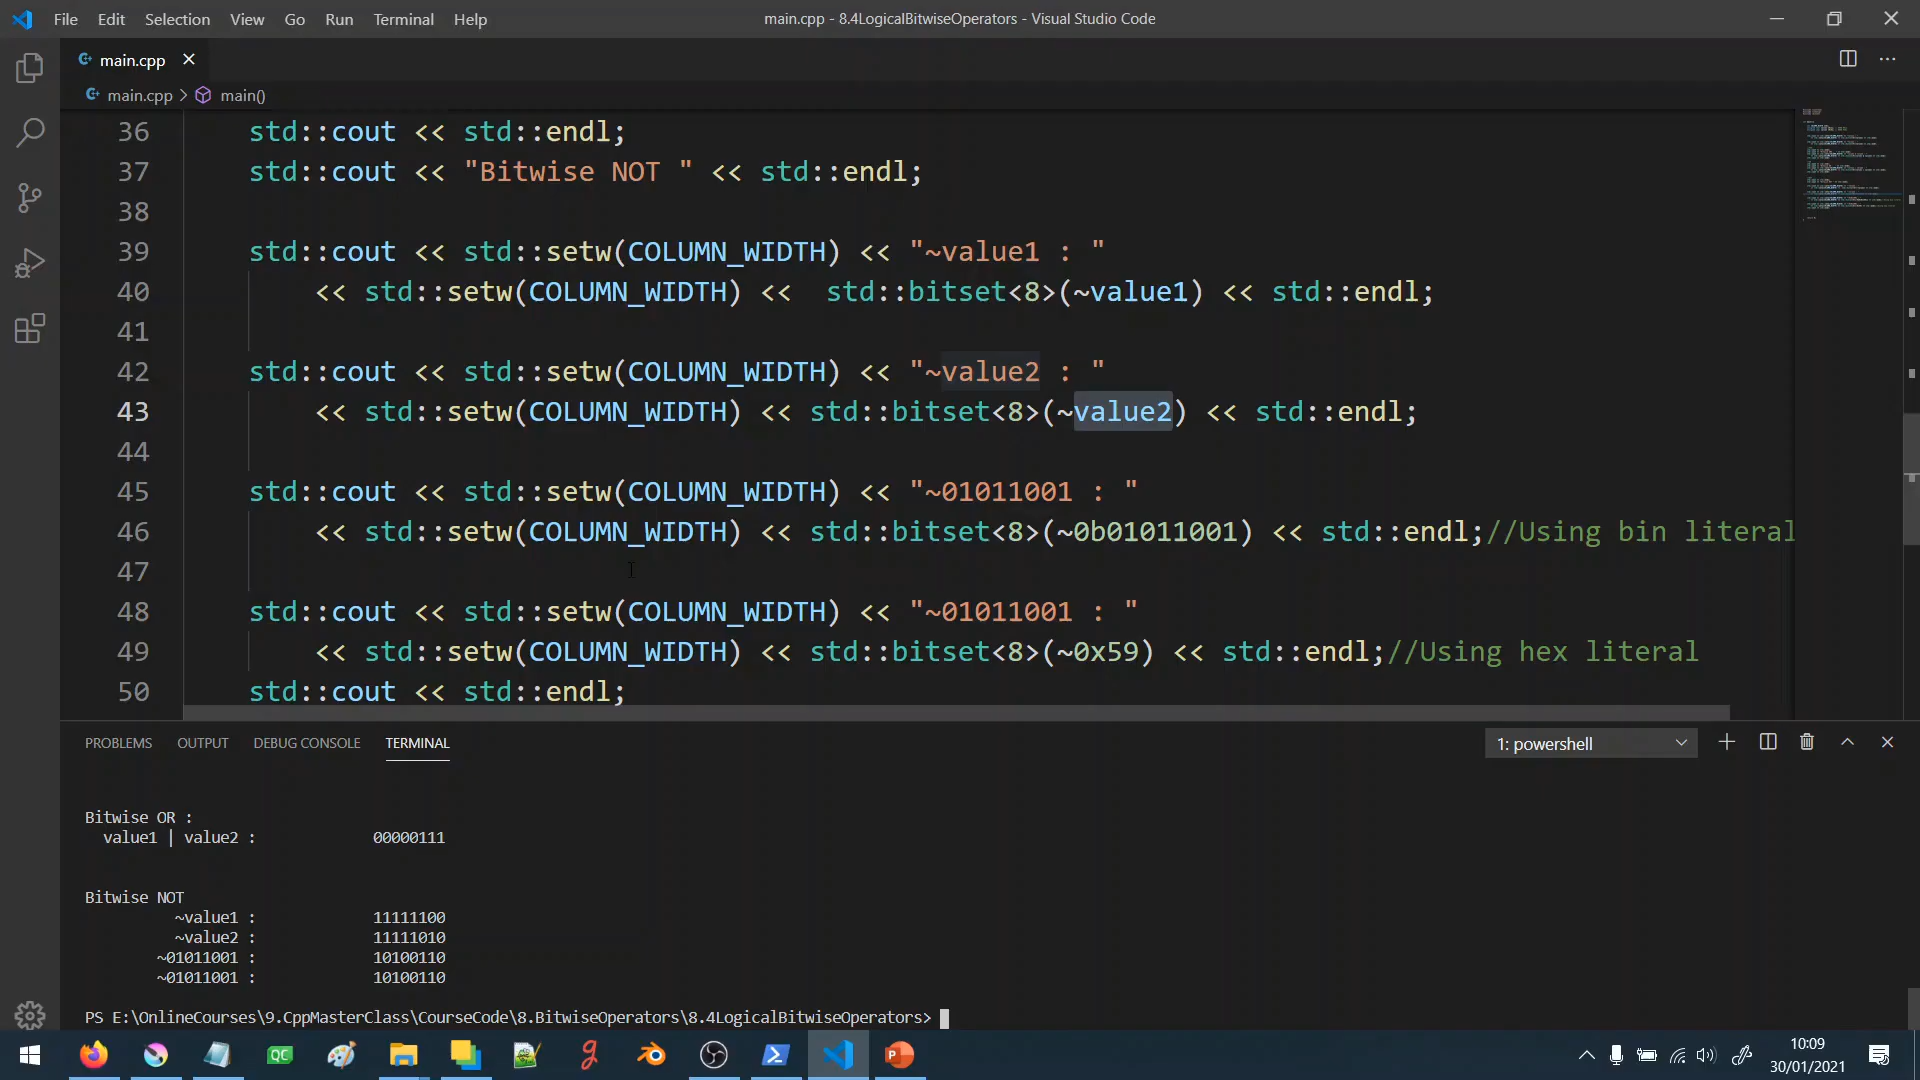 File Edit Selection View Go Run Terminal Help
main.cpp - 8.4LogicalBitwiseOperators - Visual Studio Code
main.cpp
main.cpp > main()
36 std::cout << std::endl;
37 std::cout << "Bitwise NOT " << std::endl;
38
39 std::cout << std::setw(COLUMN_WIDTH) << "~value1 : "
40 << std::setw(COLUMN_WIDTH) <<  std::bitset<8>(~value1) << std::endl;
41
42 std::cout << std::setw(COLUMN_WIDTH) << "~value2 : "
43 << std::setw(COLUMN_WIDTH) << std::bitset<8>(~value2) << std::endl;
44
45 std::cout << std::setw(COLUMN_WIDTH) << "~01011001 : "
46 << std::setw(COLUMN_WIDTH) << std::bitset<8>(~0b01011001) << std::endl;//Using bin literal
47
48 std::cout << std::setw(COLUMN_WIDTH) << "~01011001 : "
49 << std::setw(COLUMN_WIDTH) << std::bitset<8>(~0x59) << std::endl;//Using hex literal
50 std::cout << std::endl;
PROBLEMS OUTPUT DEBUG CONSOLE TERMINAL 1: powershell
Bitwise OR :
value1 | value2 : 00000111
Bitwise NOT
~value1 : 11111100
~value2 : 11111010
~01011001 : 10100110
~01011001 : 10100110
PS E:\OnlineCourses\9.CppMasterClass\CourseCode\8.BitwiseOperators\8.4LogicalBitwiseOperators>
QC
10:09
30/01/2021